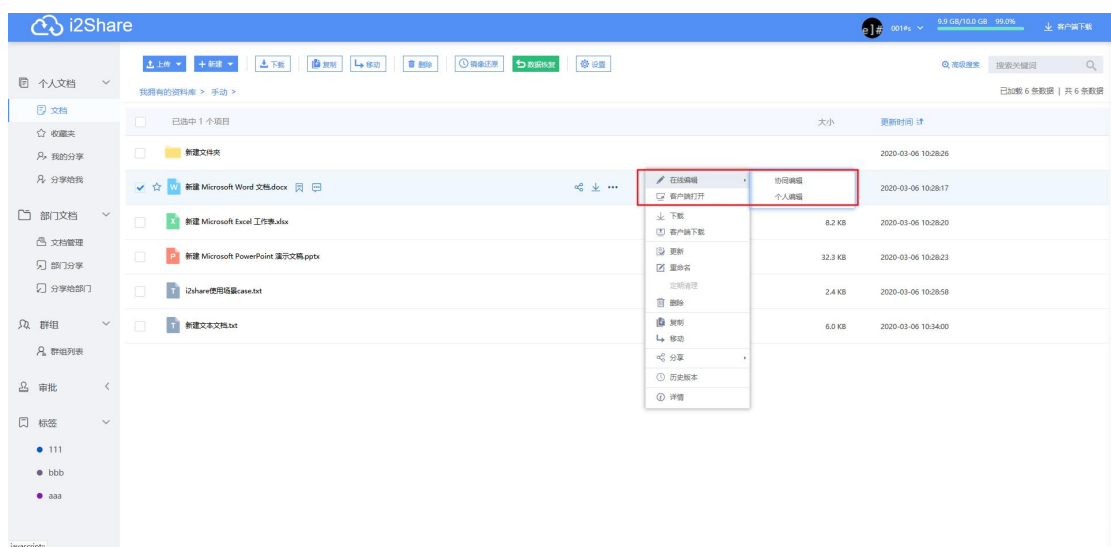 i2Share
001#s
9.9 GB/10.0 GB 99.0%
客户端下载
上传
新建
下载
复制
移动
删除
镜像还原
数据恢复
设置
高级搜索
搜索关键词
个人文档
我拥有的资料库 > 手动 >
已加载 6 条数据 | 共 6 条数据
文档
已选中 1 个项目
大小
更新时间
收藏夹
我的分享
新建文件夹
2020-03-06 10:28:26
分享给我
新建 Microsoft Word 文档.docx
在线编辑
协同编辑
2020-03-06 10:28:17
客户端打开
个人编辑
部门文档
下载
新建 Microsoft Excel 工作表.xlsx
8.2 KB
2020-03-06 10:28:20
客户端下载
文档管理
更新
新建 Microsoft PowerPoint 演示文稿.pptx
32.3 KB
2020-03-06 10:28:23
部门分享
重命名
分享给部门
定期清理
i2share使用场景case.txt
2.4 KB
2020-03-06 10:28:58
删除
群组
复制
新建文本文档.txt
6.0 KB
2020-03-06 10:34:00
移动
群组列表
分享
历史版本
审批
详情
标签
111
bbb
aaa